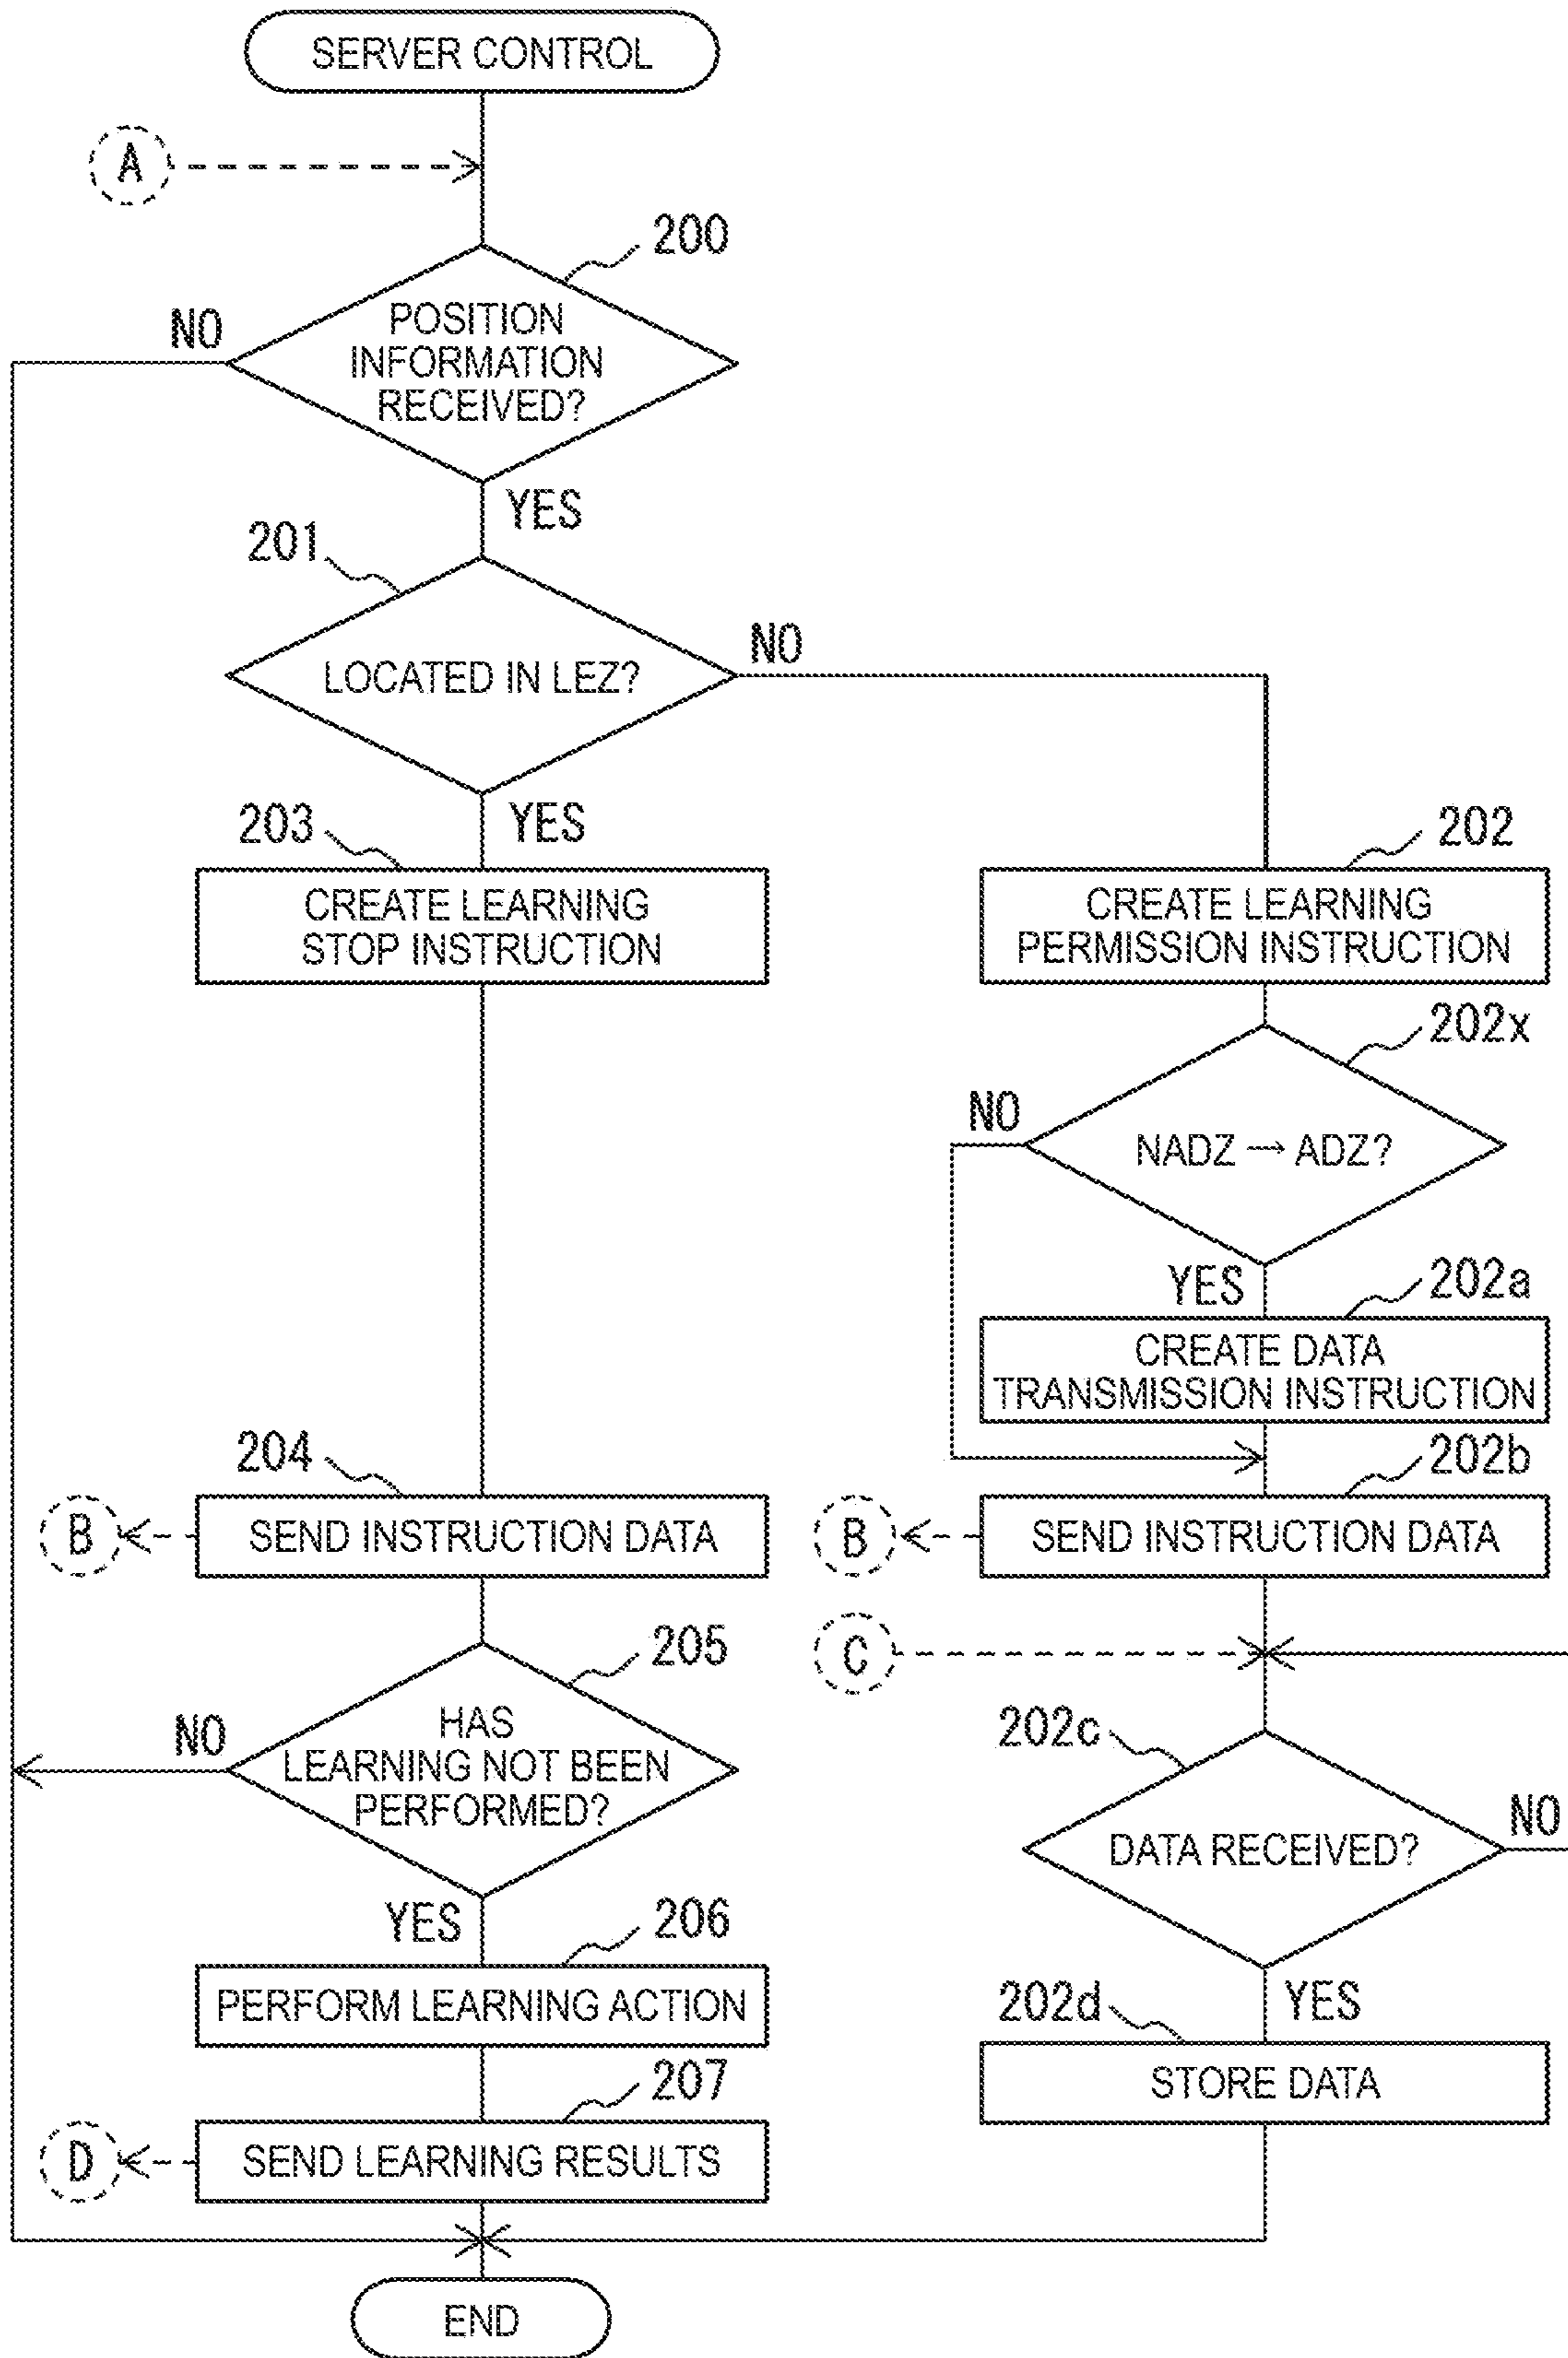 SERVER CONTROL
A
200
POSITION
INFORMATION
RECEIVED?
NO
YES
201
LOCATED IN LEZ?
NO
YES
203
CREATE LEARNING
STOP INSTRUCTION
202
CREATE LEARNING
PERMISSION INSTRUCTION
202x
NADZ → ADZ?
NO
YES
202a
CREATE DATA
TRANSMISSION INSTRUCTION
204
B
SEND INSTRUCTION DATA
202b
B
SEND INSTRUCTION DATA
C
205
HAS
LEARNING NOT BEEN
PERFORMED?
NO
YES
202c
DATA RECEIVED?
NO
YES
206
PERFORM LEARNING ACTION
202d
STORE DATA
207
D
SEND LEARNING RESULTS
END